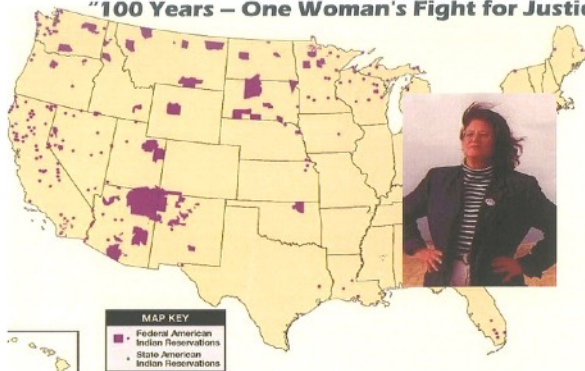 "100 Years – One Woman's Fight for Justic
MAP KEY
Federal American
Indian Reservations
State American
Indian Reservations